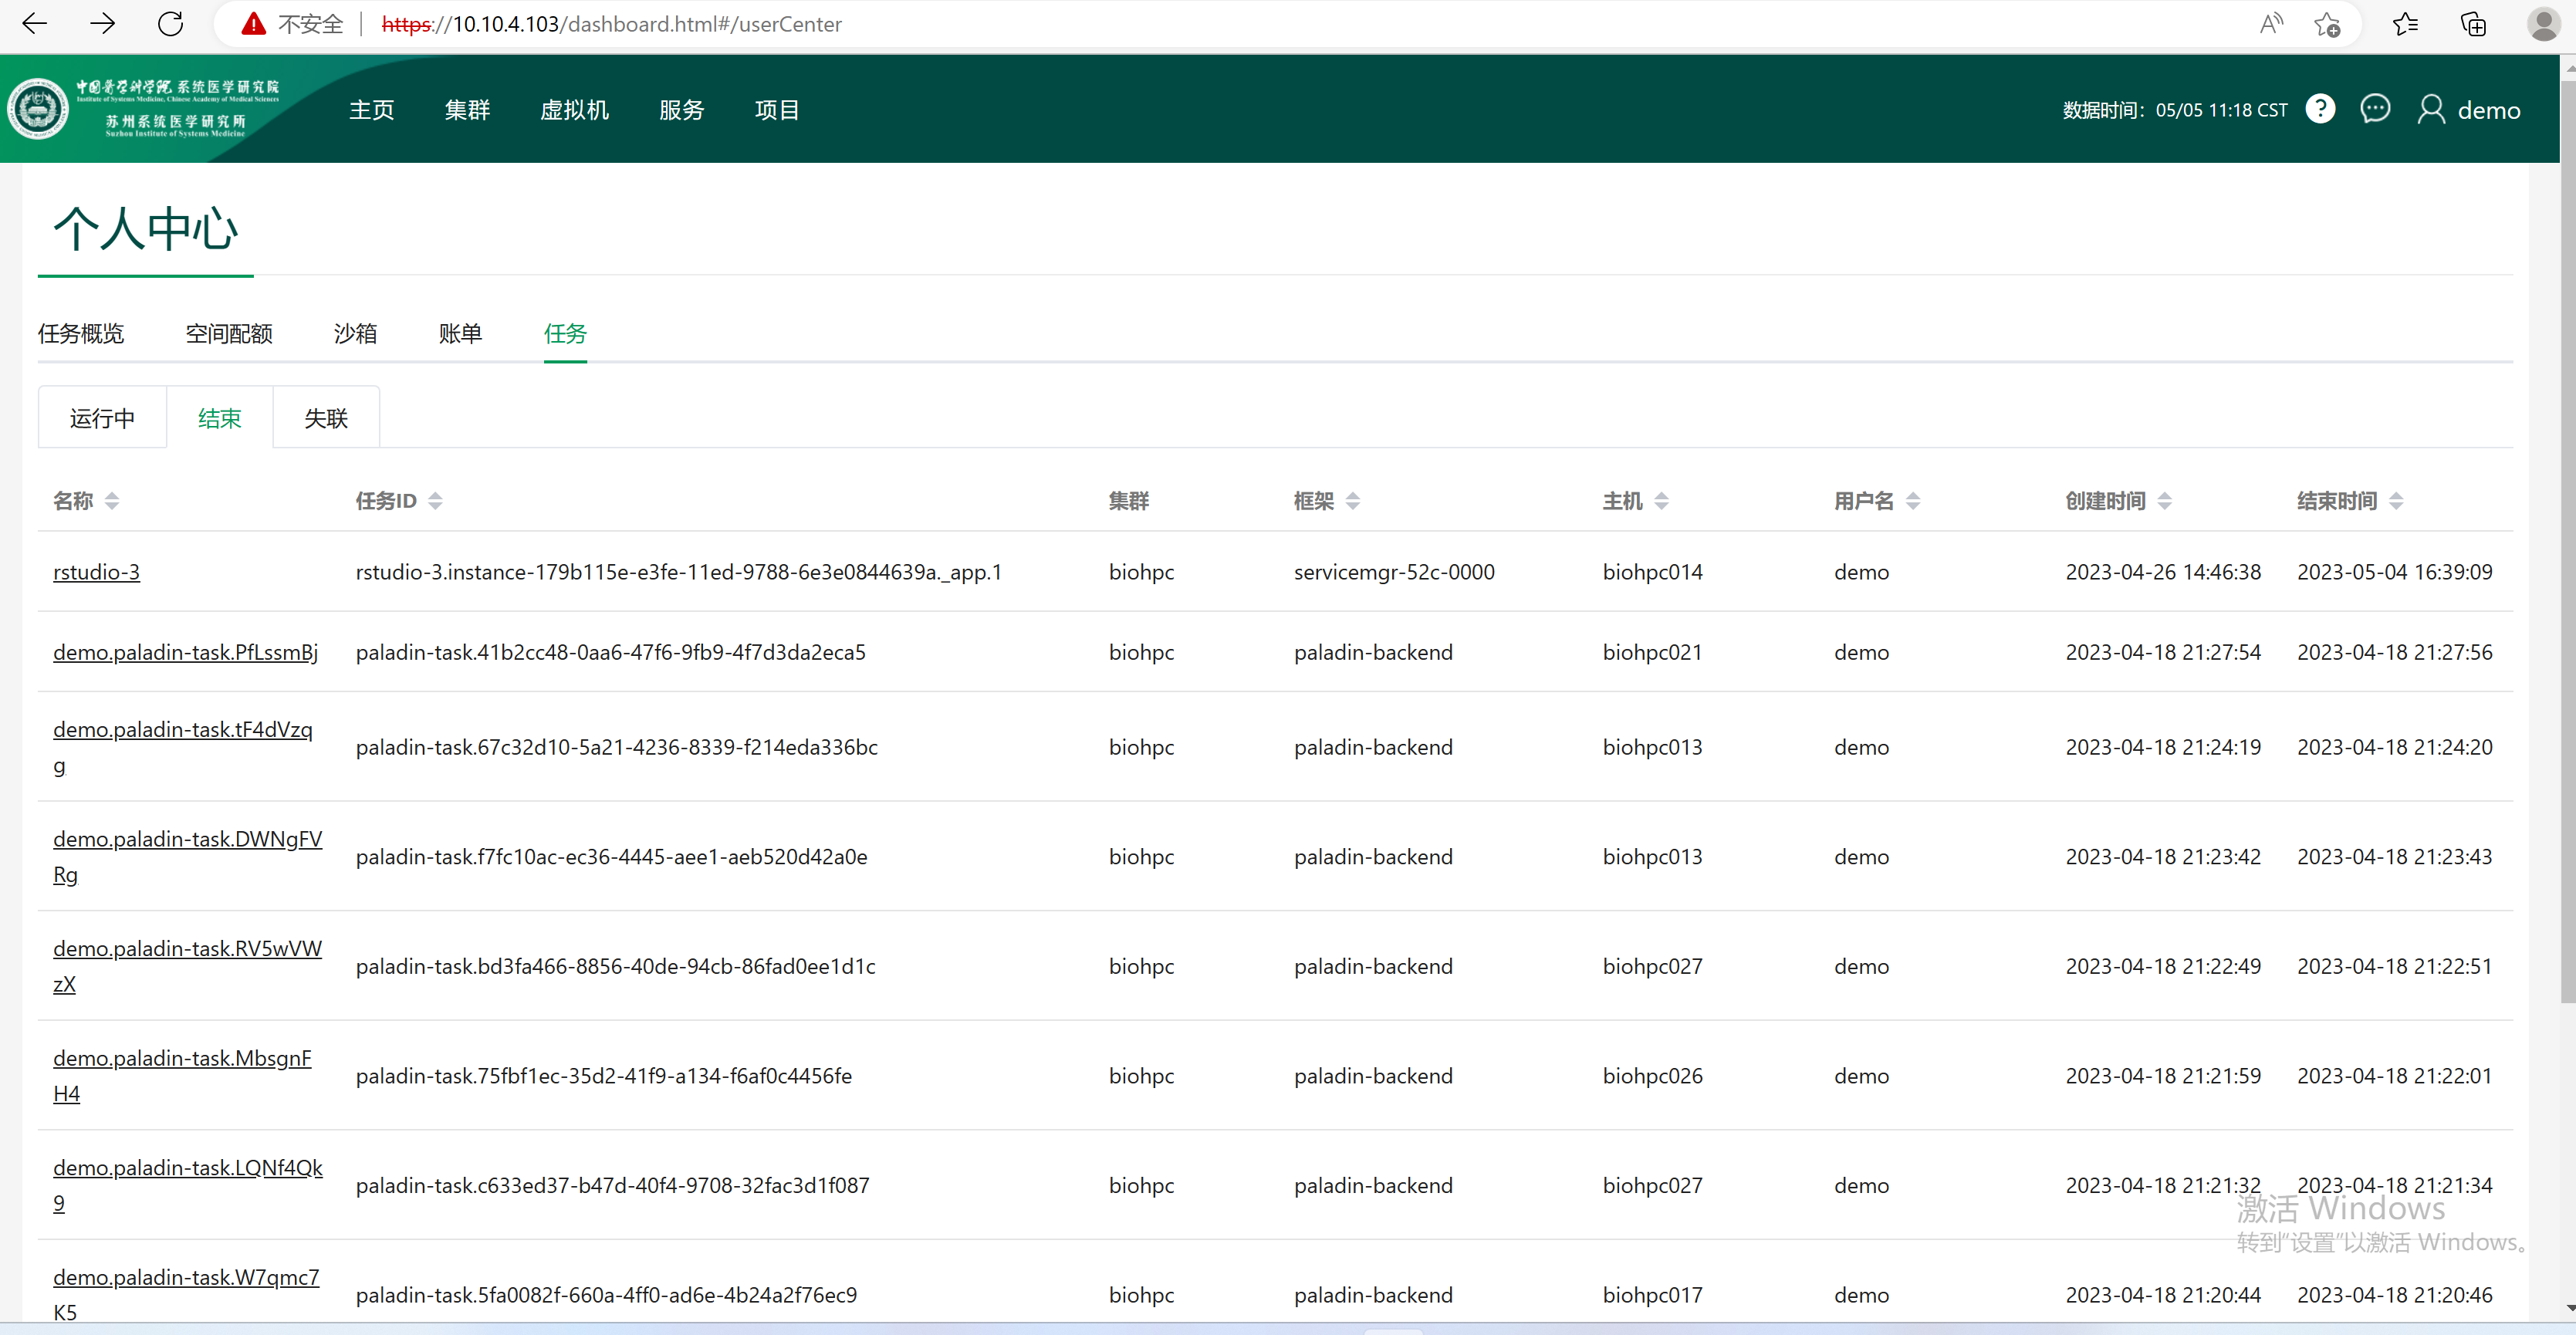 不安全 https://10.10.4.103/dashboard.html#/userCenter
中国医学科学院 系统医学研究院
Institute of Systems Medicine, Chinese Academy of Medical Sciences
苏州系统医学研究所
Suzhou Institute of Systems Medicine
主页 集群 虚拟机 服务 项目
数据时间：05/05 11:18 CST ? demo
个人中心
任务概览 空间配额 沙箱 账单 任务
运行中 结束 失联
名称 任务ID 集群 框架 主机 用户名 创建时间 结束时间
rstudio-3 rstudio-3.instance-179b115e-e3fe-11ed-9788-6e3e0844639a._app.1 biohpc servicemgr-52c-0000 biohpc014 demo 2023-04-26 14:46:38 2023-05-04 16:39:09
demo.paladin-task.PfLssmBj paladin-task.41b2cc48-0aa6-47f6-9fb9-4f7d3da2eca5 biohpc paladin-backend biohpc021 demo 2023-04-18 21:27:54 2023-04-18 21:27:56
demo.paladin-task.tF4dVzq
g
paladin-task.67c32d10-5a21-4236-8339-f214eda336bc biohpc paladin-backend biohpc013 demo 2023-04-18 21:24:19 2023-04-18 21:24:20
demo.paladin-task.DWNgFV
Rg
paladin-task.f7fc10ac-ec36-4445-aee1-aeb520d42a0e biohpc paladin-backend biohpc013 demo 2023-04-18 21:23:42 2023-04-18 21:23:43
demo.paladin-task.RV5wVW
zX
paladin-task.bd3fa466-8856-40de-94cb-86fad0ee1d1c biohpc paladin-backend biohpc027 demo 2023-04-18 21:22:49 2023-04-18 21:22:51
demo.paladin-task.MbsgnF
H4
paladin-task.75fbf1ec-35d2-41f9-a134-f6af0c4456fe biohpc paladin-backend biohpc026 demo 2023-04-18 21:21:59 2023-04-18 21:22:01
demo.paladin-task.LQNf4Qk
9
paladin-task.c633ed37-b47d-40f4-9708-32fac3d1f087 biohpc paladin-backend biohpc027 demo 2023-04-18 21:21:32 2023-04-18 21:21:34
demo.paladin-task.W7qmc7
K5
paladin-task.5fa0082f-660a-4ff0-ad6e-4b24a2f76ec9 biohpc paladin-backend biohpc017 demo 2023-04-18 21:20:44 2023-04-18 21:20:46
激活 Windows
转到“设置”以激活 Windows。